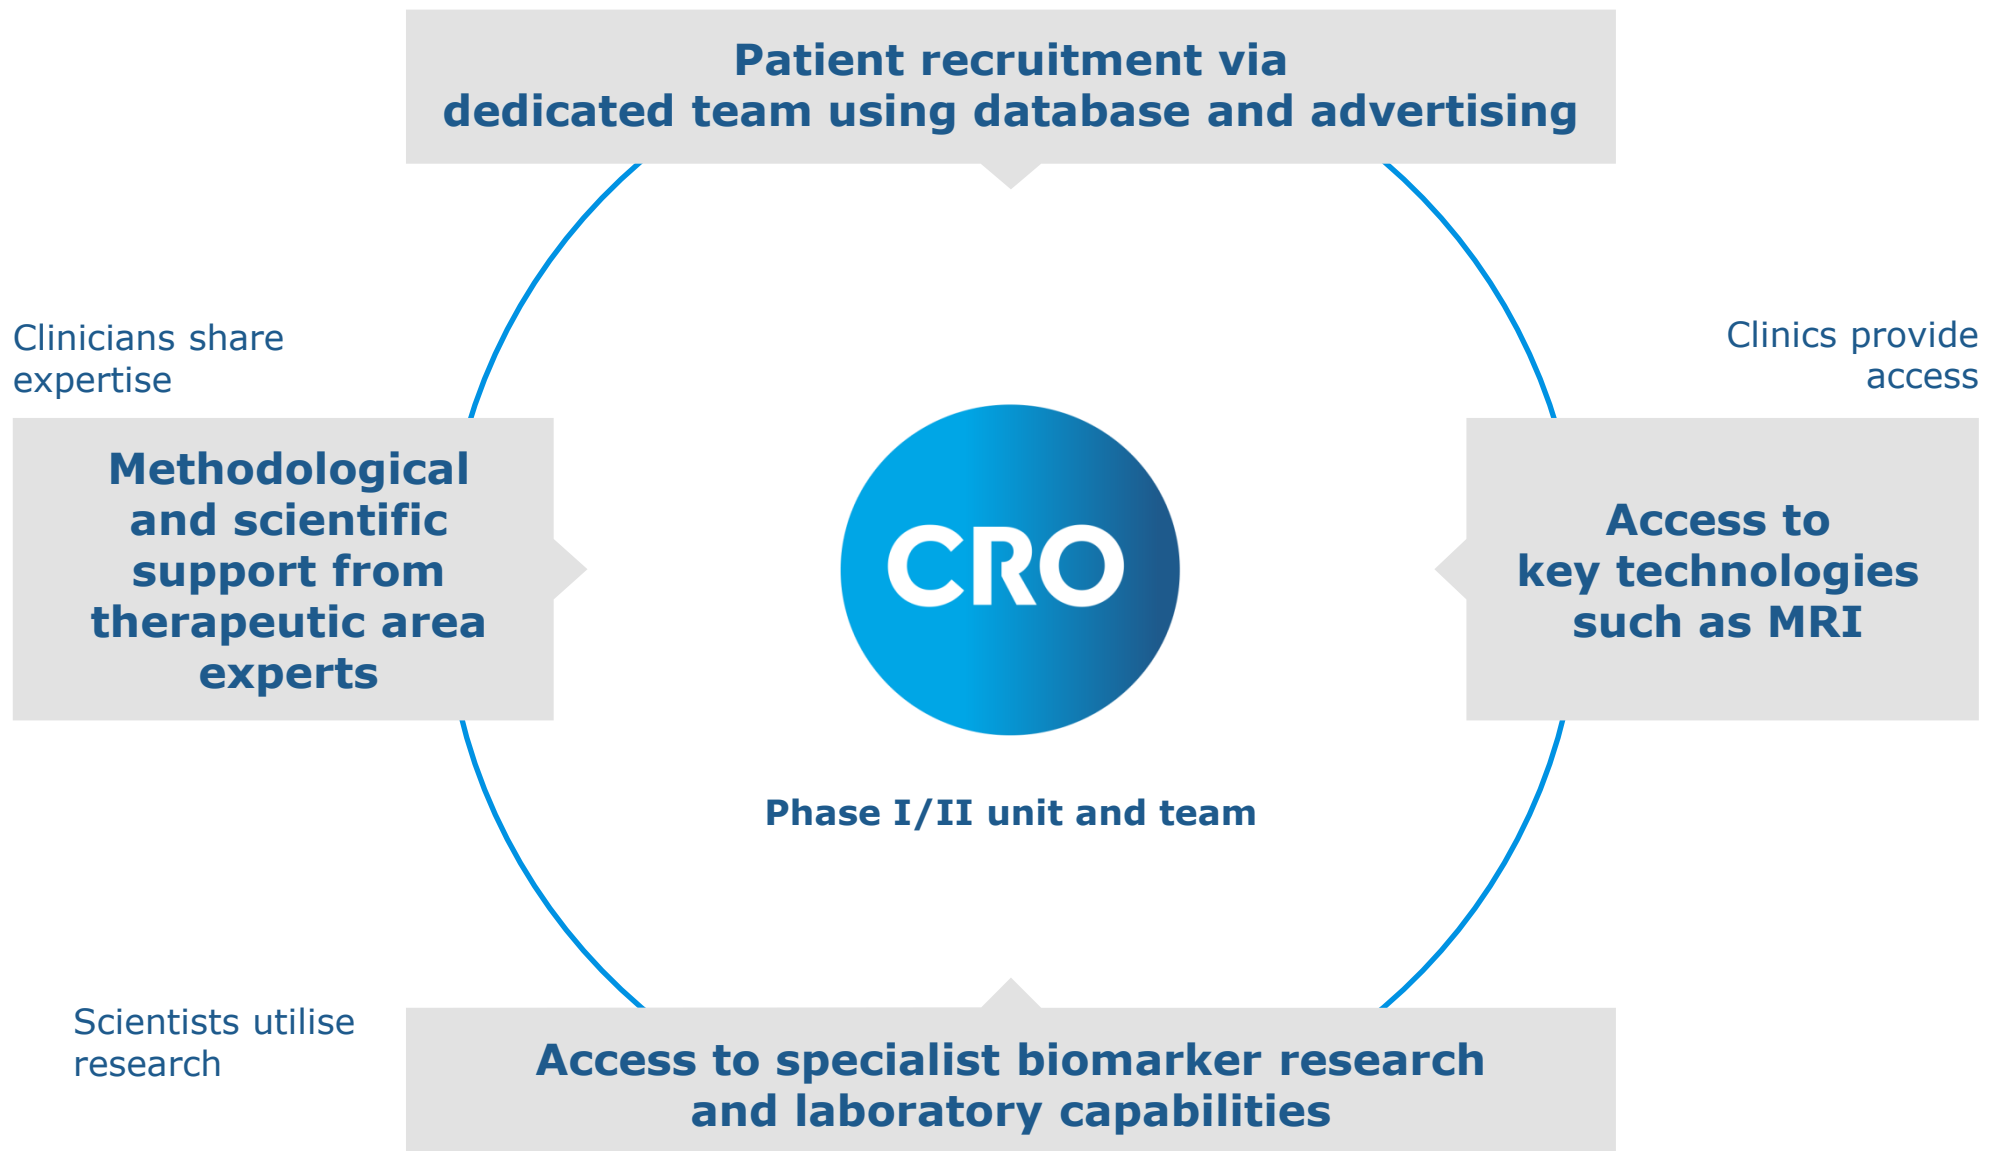 Patient recruitment via
dedicated team using database and advertising
Clinicians share
expertise
Clinics provide
access
Methodological
and scientific
support from
therapeutic area
experts
CRO
Access to
key technologies
such as MRI
Phase I/II unit and team
Scientists utilise
research
Access to specialist biomarker research
and laboratory capabilities